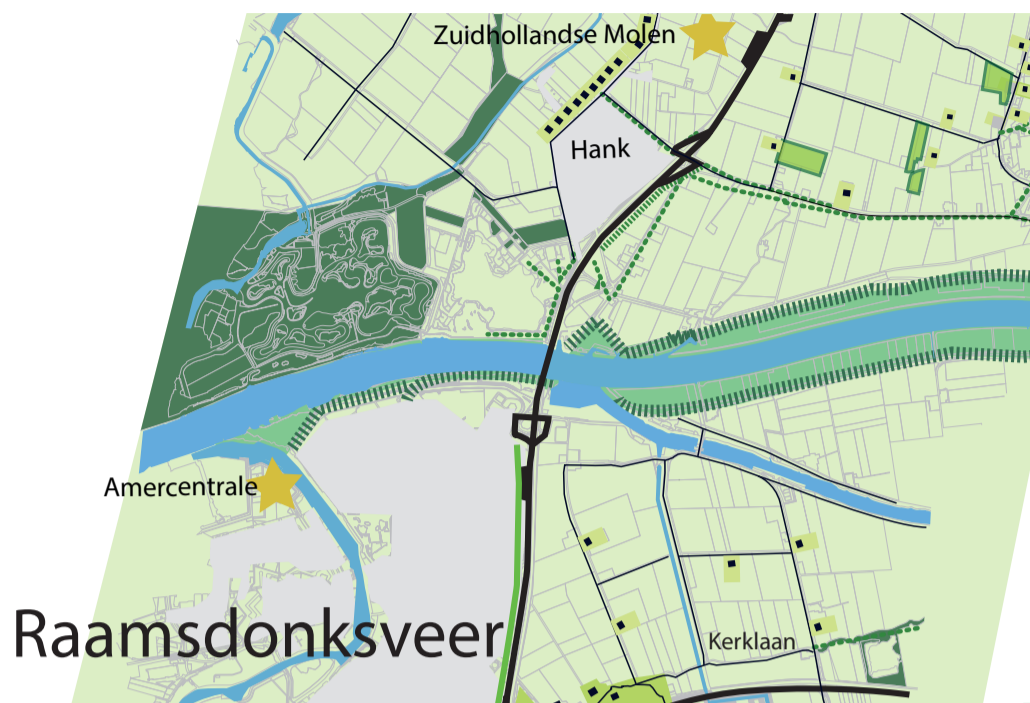 Zuidhollandse Molen
Hank
Amercentrale
Raamsdonksveer
Kerklaan